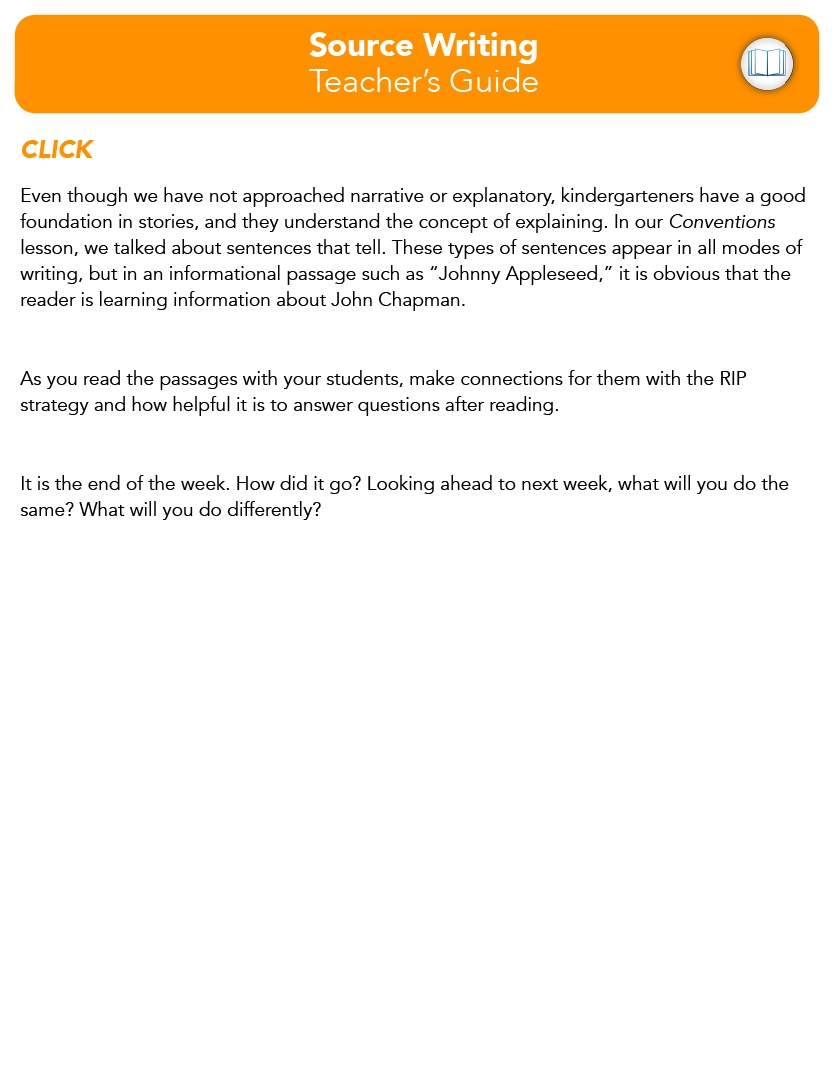 Source Writing
Teacher’s Guide
CLICK
Even though we have not approached narrative or explanatory, kindergarteners have a good
foundation in stories, and they understand the concept of explaining. In our Conventions
lesson, we talked about sentences that tell. These types of sentences appear in all modes of
writing, but in an informational passage such as “Johnny Appleseed,” it is obvious that the
reader is learning information about John Chapman.
As you read the passages with your students, make connections for them with the RIP
strategy and how helpful it is to answer questions after reading.
It is the end of the week. How did it go? Looking ahead to next week, what will you do the
same? What will you do differently?